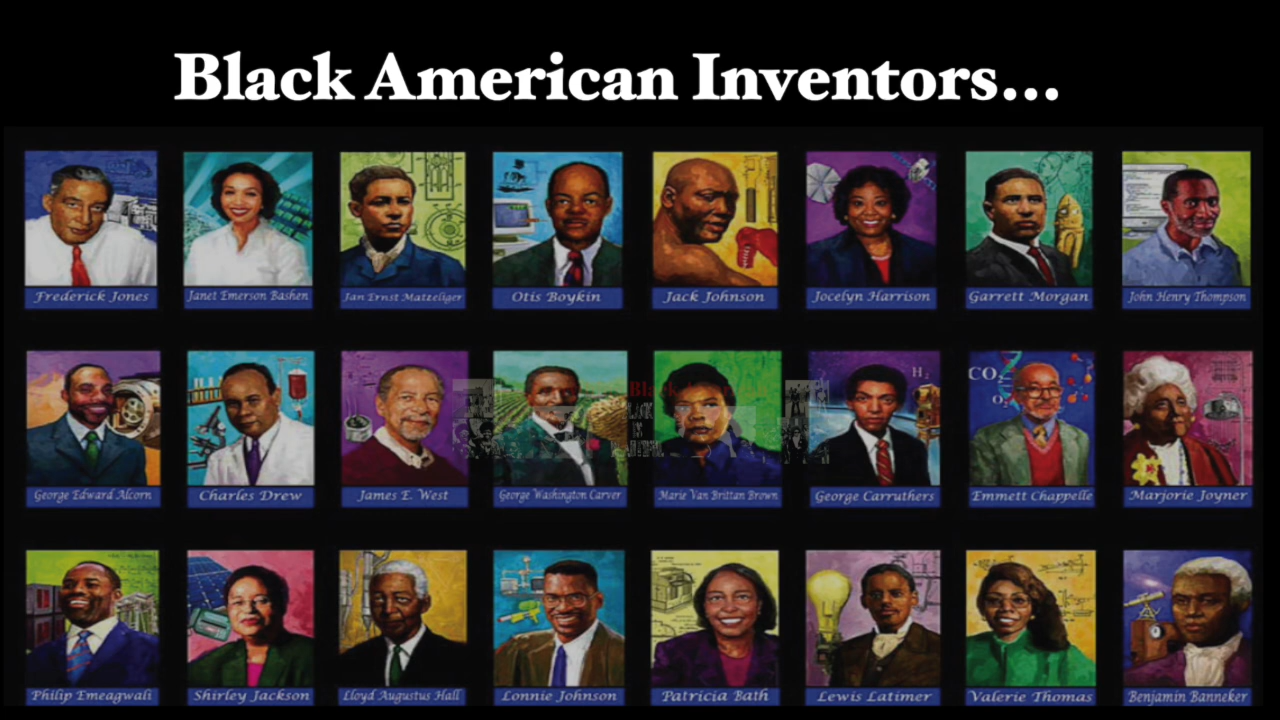 Black American Inventors...
Frederick Jones
Janet Emerson Bashen
Jan Ernst Matzeliger
Otis Boykin
Jack Johnson
Jocelyn Harrison
Garrett Morgan
John Henry Thompson
George Edward Alcorn
Charles Drew
James E. West
George Washington Carver
Marie Van Brittan Brown
George Carruthers
Emmett Chappelle
Marjorie Joyner
Philip Emeagwali
Shirley Jackson
Lloyd Augustus Hall
Lonnie Johnson
Patricia Bath
Lewis Latimer
Valerie Thomas
Benjamin Banneker
H₂
CO₂
O₂